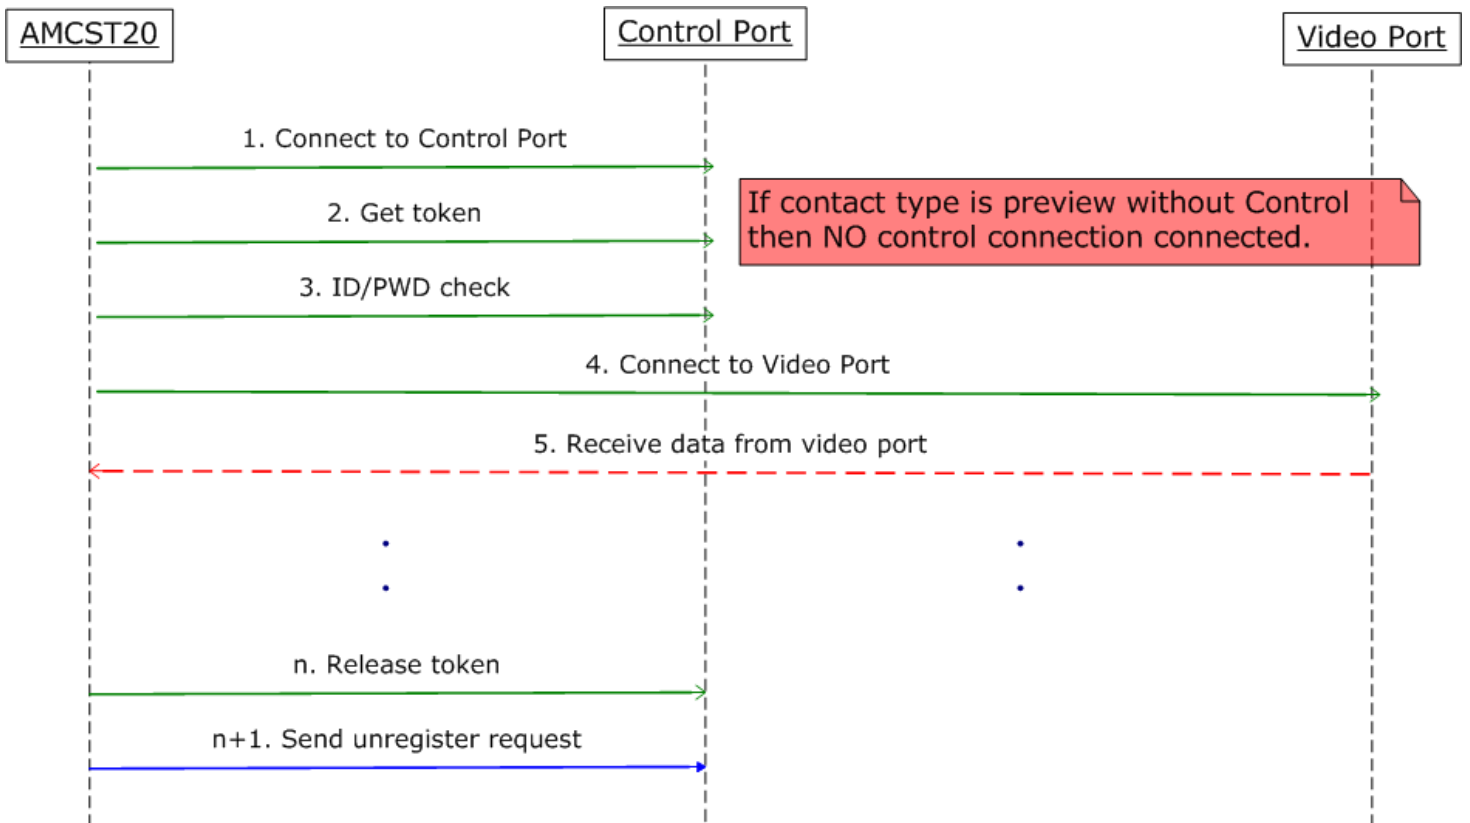 AMCST20
Control Port
Video Port
1. Connect to Control Port
2. Get token
If contact type is preview without Control
then NO control connection connected.
3. ID/PWD check
4. Connect to Video Port
5. Receive data from video port
n. Release token
n+1. Send unregister request